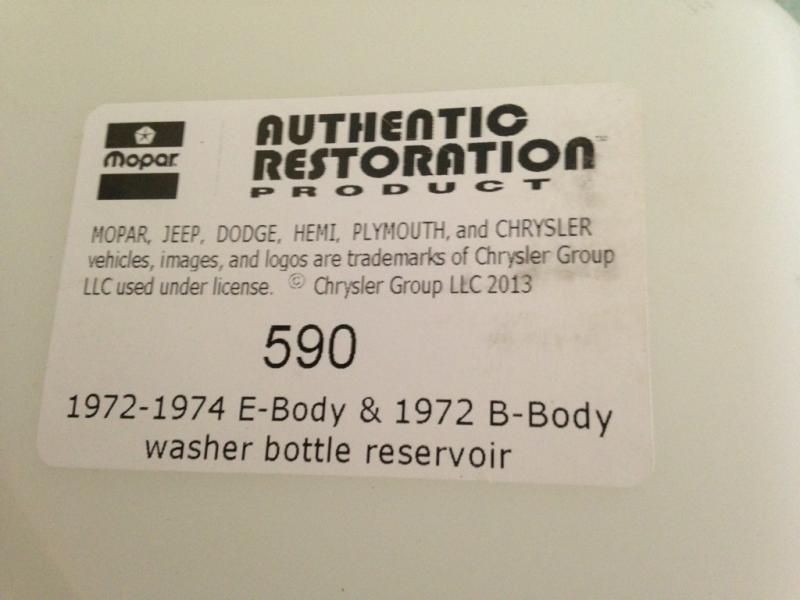 Mopar
AUTHENTIC
RESTORATION™
PRODUCT
MOPAR, JEEP, DODGE, HEMI, PLYMOUTH, and CHRYSLER
vehicles, images, and logos are trademarks of Chrysler Group
LLC used under license. © Chrysler Group LLC 2013
590
1972-1974 E-Body & 1972 B-Body
washer bottle reservoir